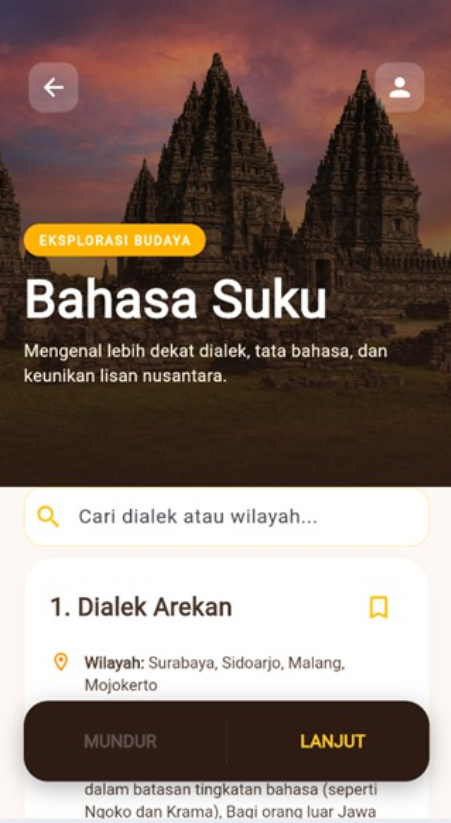 EKSPLORASI BUDAYA
Bahasa Suku
Mengenal lebih dekat dialek, tata bahasa, dan
keunikan lisan nusantara.
Cari dialek atau wilayah...
1. Dialek Arekan
Wilayah: Surabaya, Sidoarjo, Malang,
Mojokerto
MUNDUR
LANJUT
dalam batasan tingkatan bahasa (seperti
Ngoko dan Krama), Bagi orang luar Jawa